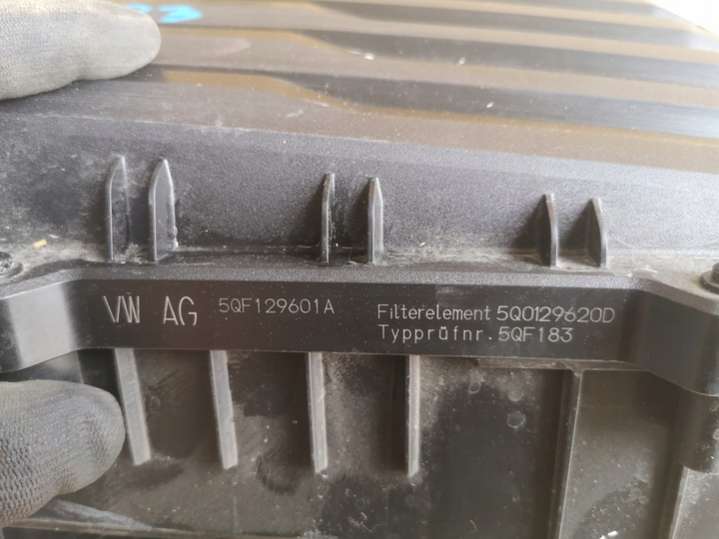 VW AG 5QF129601A Filterelement 5Q0129620D
Typprüfnr. 5QF183